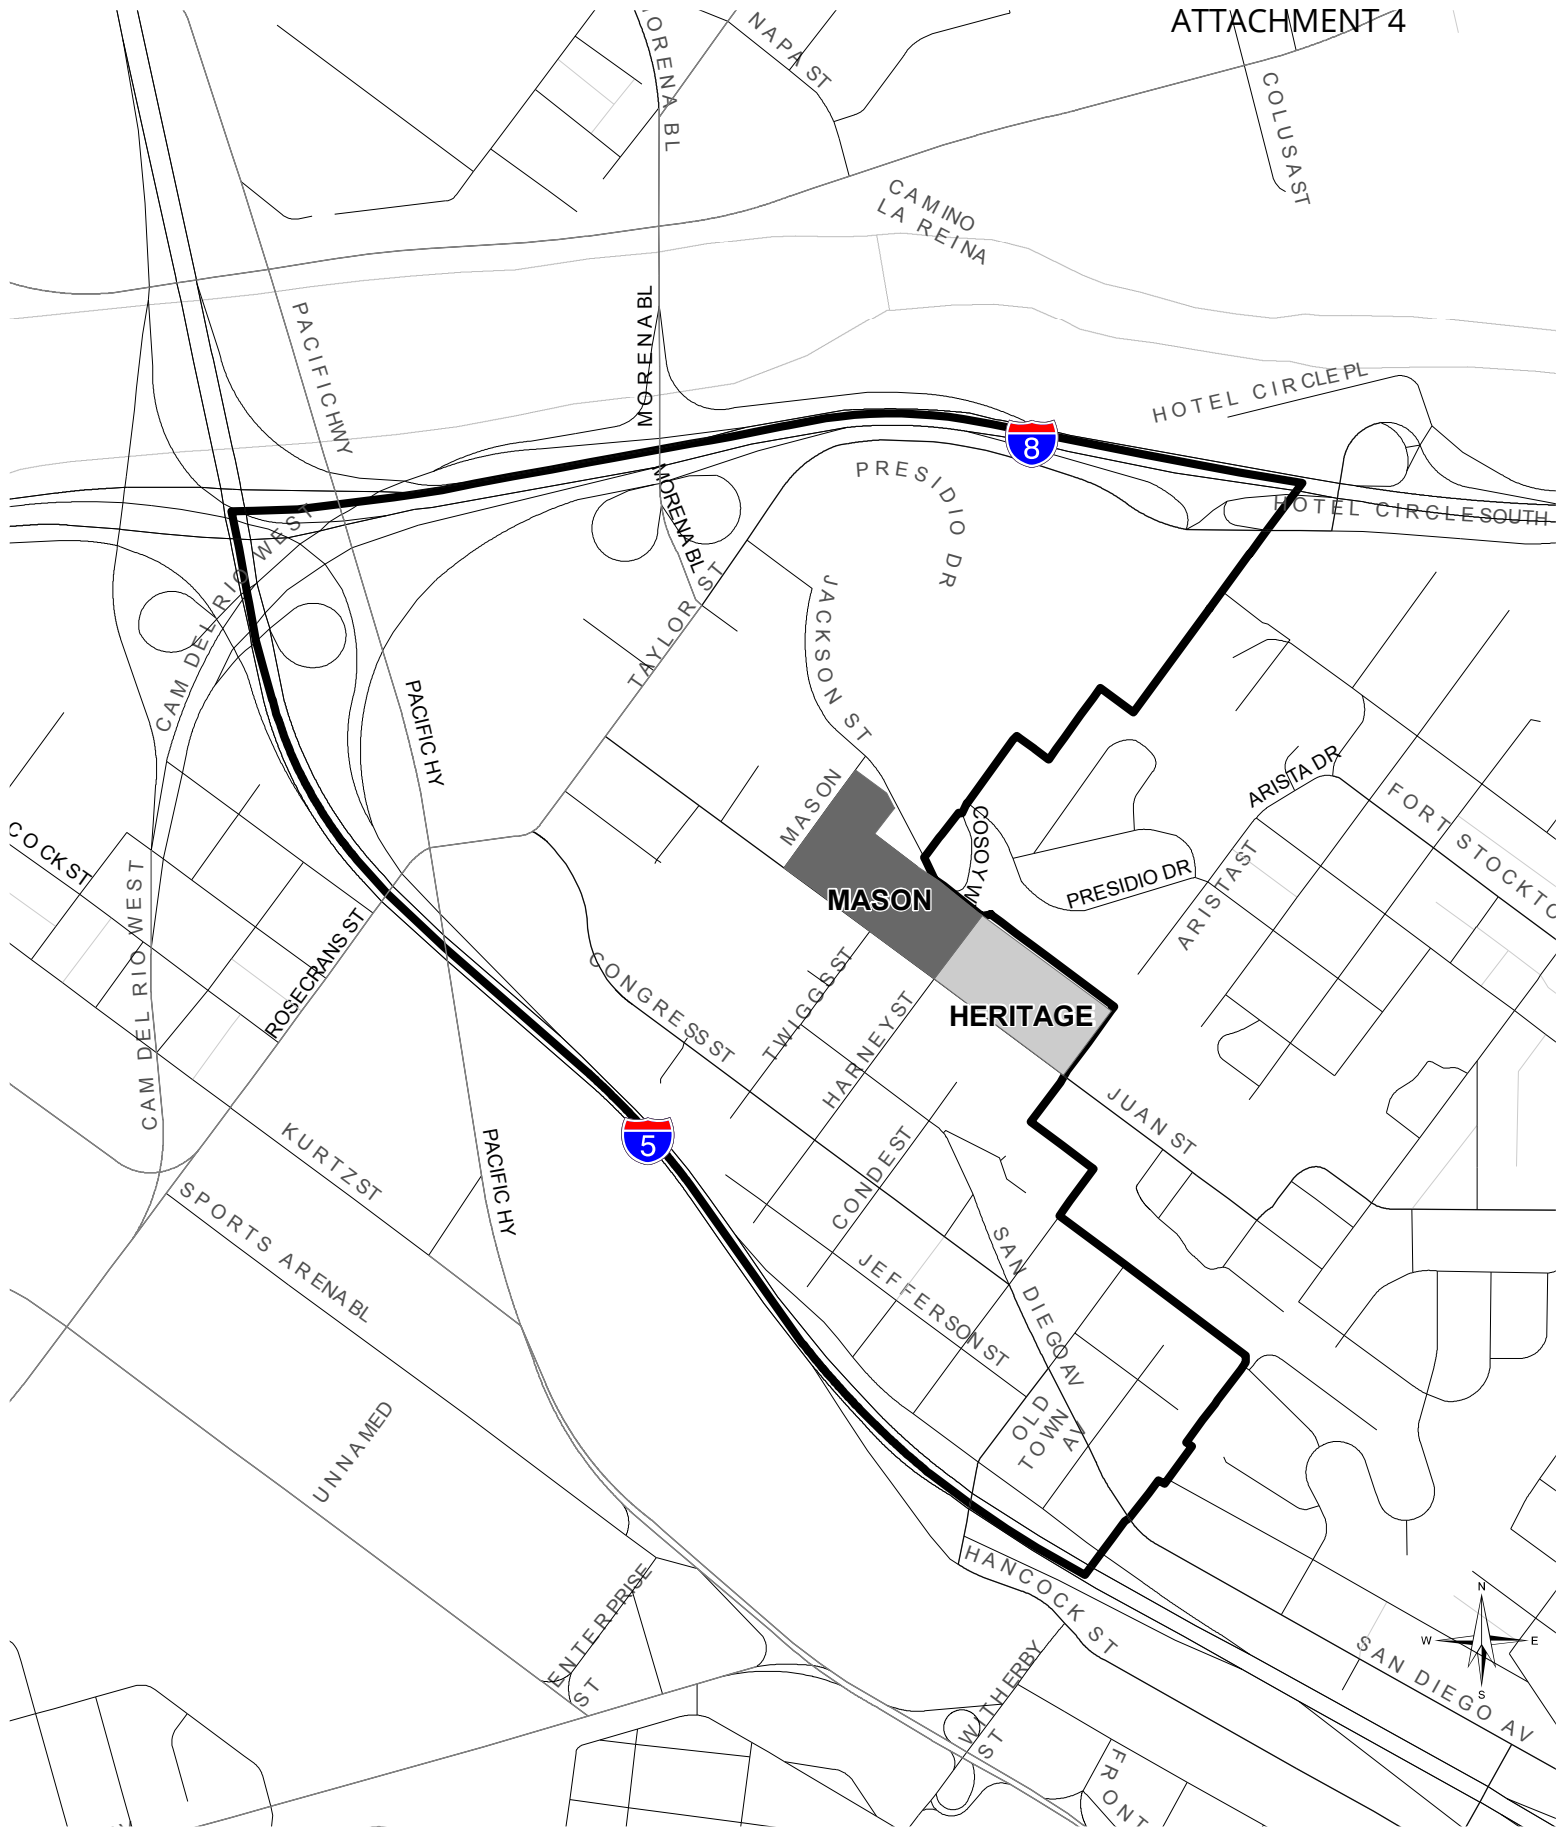 ATTACHMENT 4
NAPA ST
MORENA BL
COLUSA ST
CAMINO
LA REINA
PACIFIC HWY
MORENA BL
HOTEL CIRCLE PL
8
PRESIDIO DR
HOTEL CIRCLE SOUTH
MORENA BL
CAM DEL RIO WEST
TAYLOR ST
JACKSON ST
PACIFIC HY
MASON
ARISTA DR
FORT STOCKTO
COSOY W
COCK ST
CAM DEL RIO WEST
PRESIDIO DR
ARISTA ST
MASON
ROSECRANS ST
CONGRESS ST
TWIGGS ST
HARNEY ST
HERITAGE
JUAN ST
5
KURTZ ST
PACIFIC HY
CONDE ST
SPORTS ARENA BL
JEFFERSON ST
SAN DIEGO AV
OLD
TOWN
AV
UNNAMED
HANCOCK ST
ENTERPRISE
ST
WITHERBY
ST
FRONT
SAN DIEGO AV
N
W
E
S